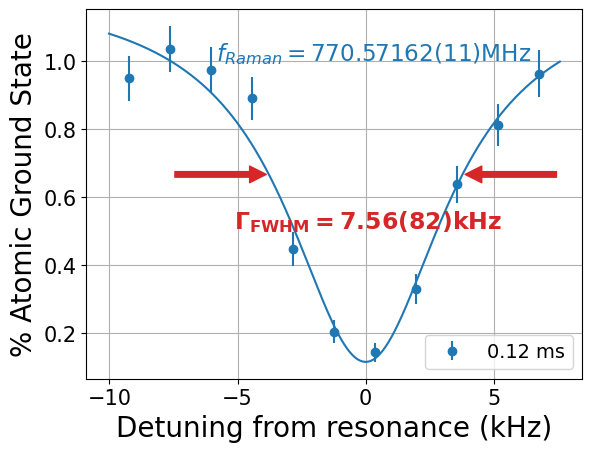 f_Raman = 770.57162(11)MHz
Γ_FWHM = 7.56(82)kHz
% Atomic Ground State
1.0
0.8
0.6
0.4
0.2
0.12 ms
−10
−5
0
5
Detuning from resonance (kHz)